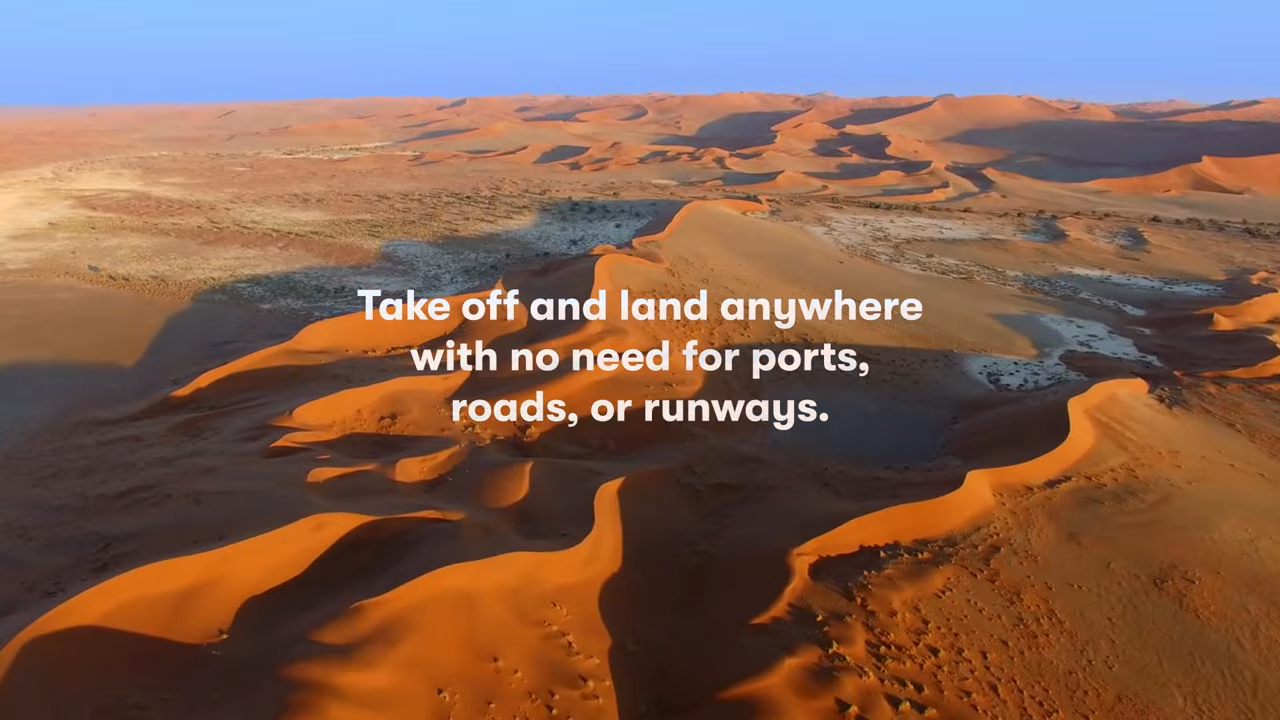 Take off and land anywhere
with no need for ports,
roads, or runways.